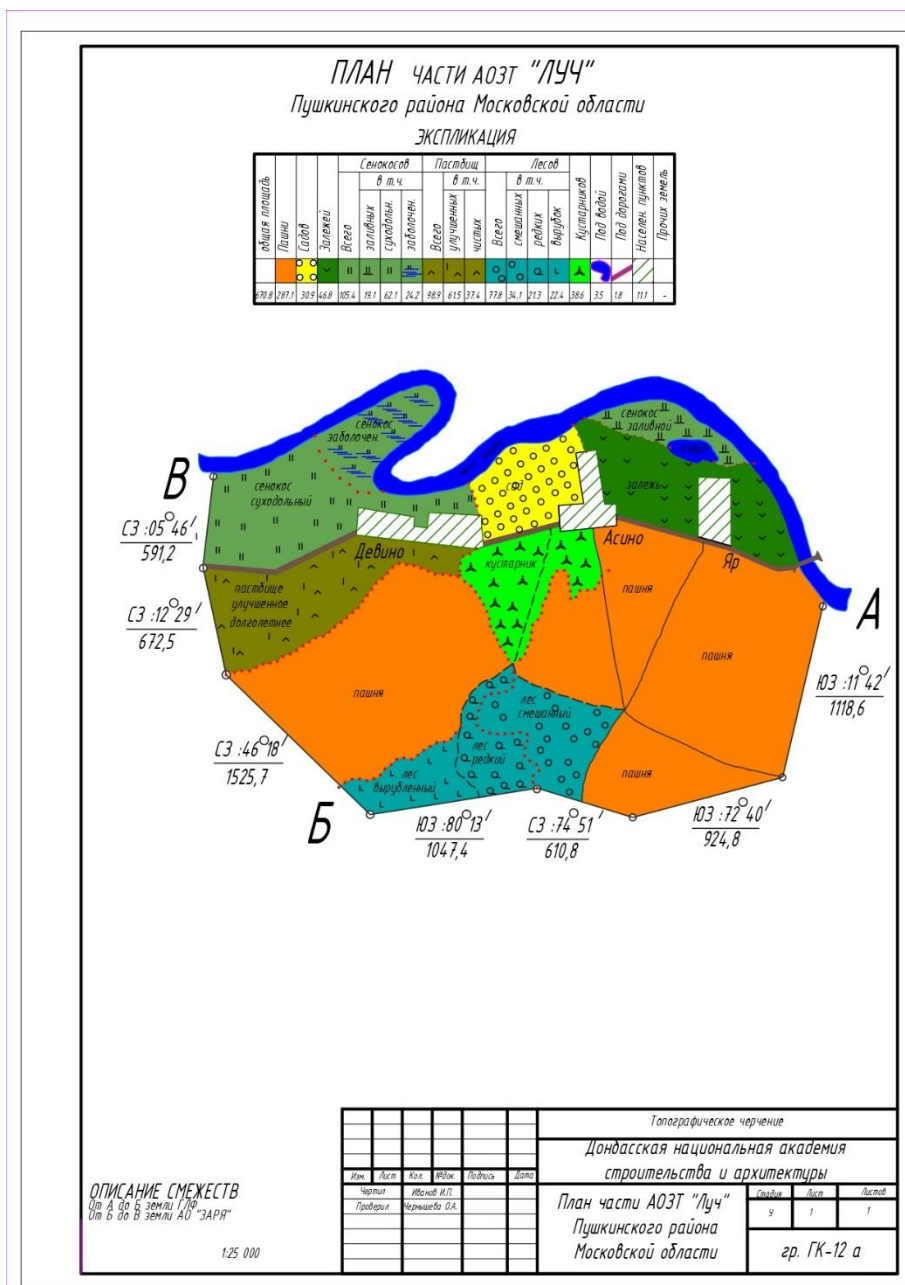 ПЛАН ЧАСТИ АОЗТ "ЛУЧ"
Пушкинского района Московской области
ЭКСПЛИКАЦИЯ
общая площадь
Пашни
Садов
Залежей
Сенокосов
Всего
в т.ч.
заливных
суходольн.
заболочен.
Пастбищ
Всего
в т.ч.
улучшенных
чистых
Лесов
Всего
в т.ч.
смешанных
редких
вырубок
Кустарников
Под водой
Под дорогами
Населен. пунктов
Прочих земель
670.8 287.1 30.9 46.8 105.4 19.1 62.1 24.2 98.9 61.5 37.4 77.8 34.1 21.3 22.4 38.6 3.5 1.8 11.1 -
сенокос
заболочен.
сенокос
заливной
В
сенокос
суходольный
сад
залежь
СЗ :05°46′
591,2
Девино
Асино
Яр
кустарник
пастбище
улучшенное
долголетнее
пашня
А
СЗ :12°29′
672,5
пашня
пашня
ЮЗ :11°42′
1118,6
лес
смешанный
СЗ :46°18′
1525,7
лес
редкий
лес
вырубленный
пашня
Б
ЮЗ :80°13′
1047,4
СЗ :74°51′
610,8
ЮЗ :72°40′
924,8
ОПИСАНИЕ СМЕЖЕСТВ
От А до Б земли ГЛФ
От Б до В земли АО "ЗАРЯ"
1:25 000
Топографическое черчение
Донбасская национальная академия
строительства и архитектуры
Изм. Лист Кол. №док. Подпись Дата
Чертил Иванов И.П.
Проверил Чернышева О.А.
План части АОЗТ "Луч"
Пушкинского района
Московской области
Стадия Лист Листов
У 1 1
гр. ГК-12 а